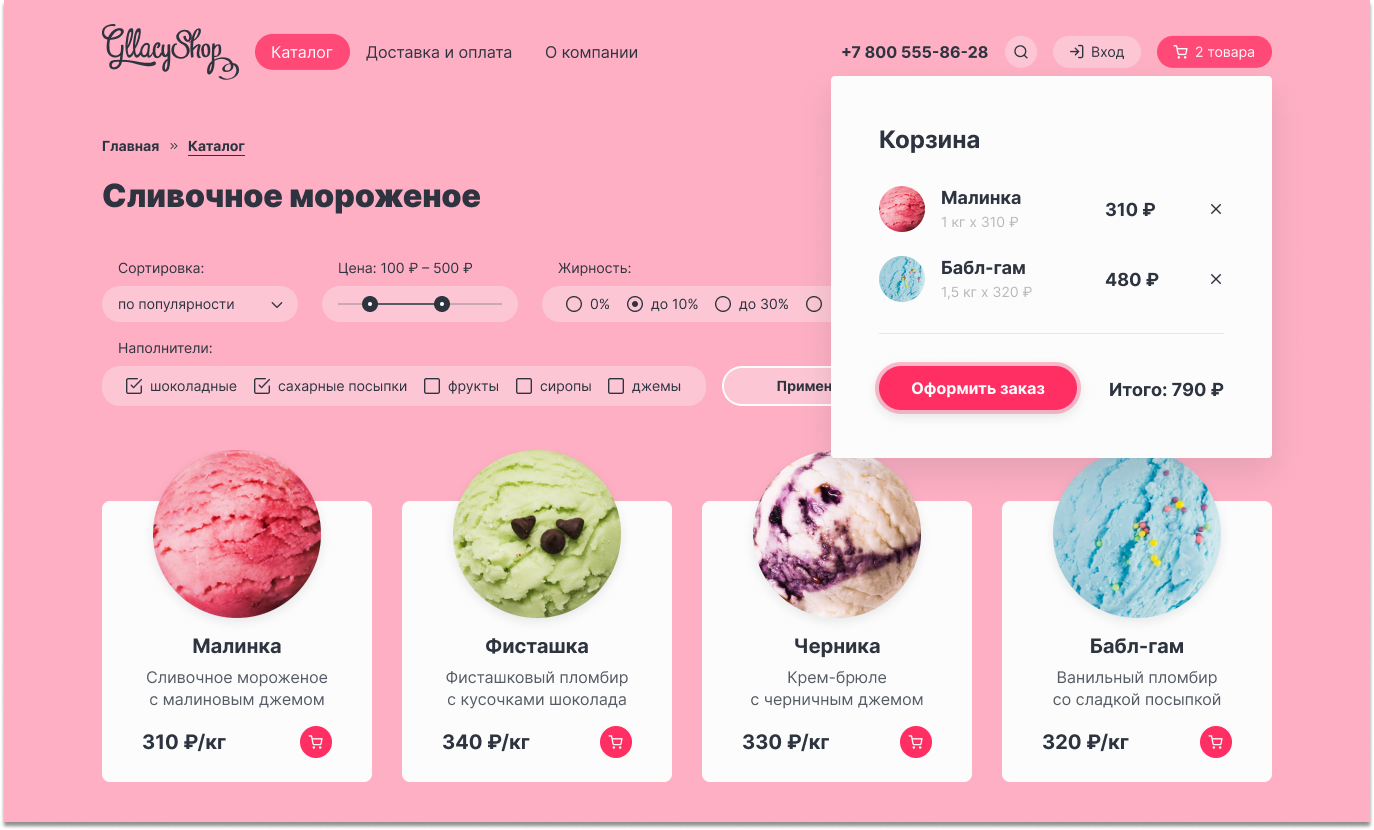 GllacyShop
Каталог
Доставка и оплата
О компании
+7 800 555-86-28
Вход
2 товара
Корзина
Малинка
1 кг x 310 ₽
310 ₽
Бабл-гам
1,5 кг x 320 ₽
480 ₽
Оформить заказ
Итого: 790 ₽
Главная » Каталог
Сливочное мороженое
Сортировка:
по популярности
Цена: 100 ₽ – 500 ₽
Жирность:
0%
до 10%
до 30%
Наполнители:
шоколадные
сахарные посыпки
фрукты
сиропы
джемы
Примен
Малинка
Сливочное мороженое
с малиновым джемом
310 ₽/кг
Фисташка
Фисташковый пломбир
с кусочками шоколада
340 ₽/кг
Черника
Крем-брюле
с черничным джемом
330 ₽/кг
Бабл-гам
Ванильный пломбир
со сладкой посыпкой
320 ₽/кг